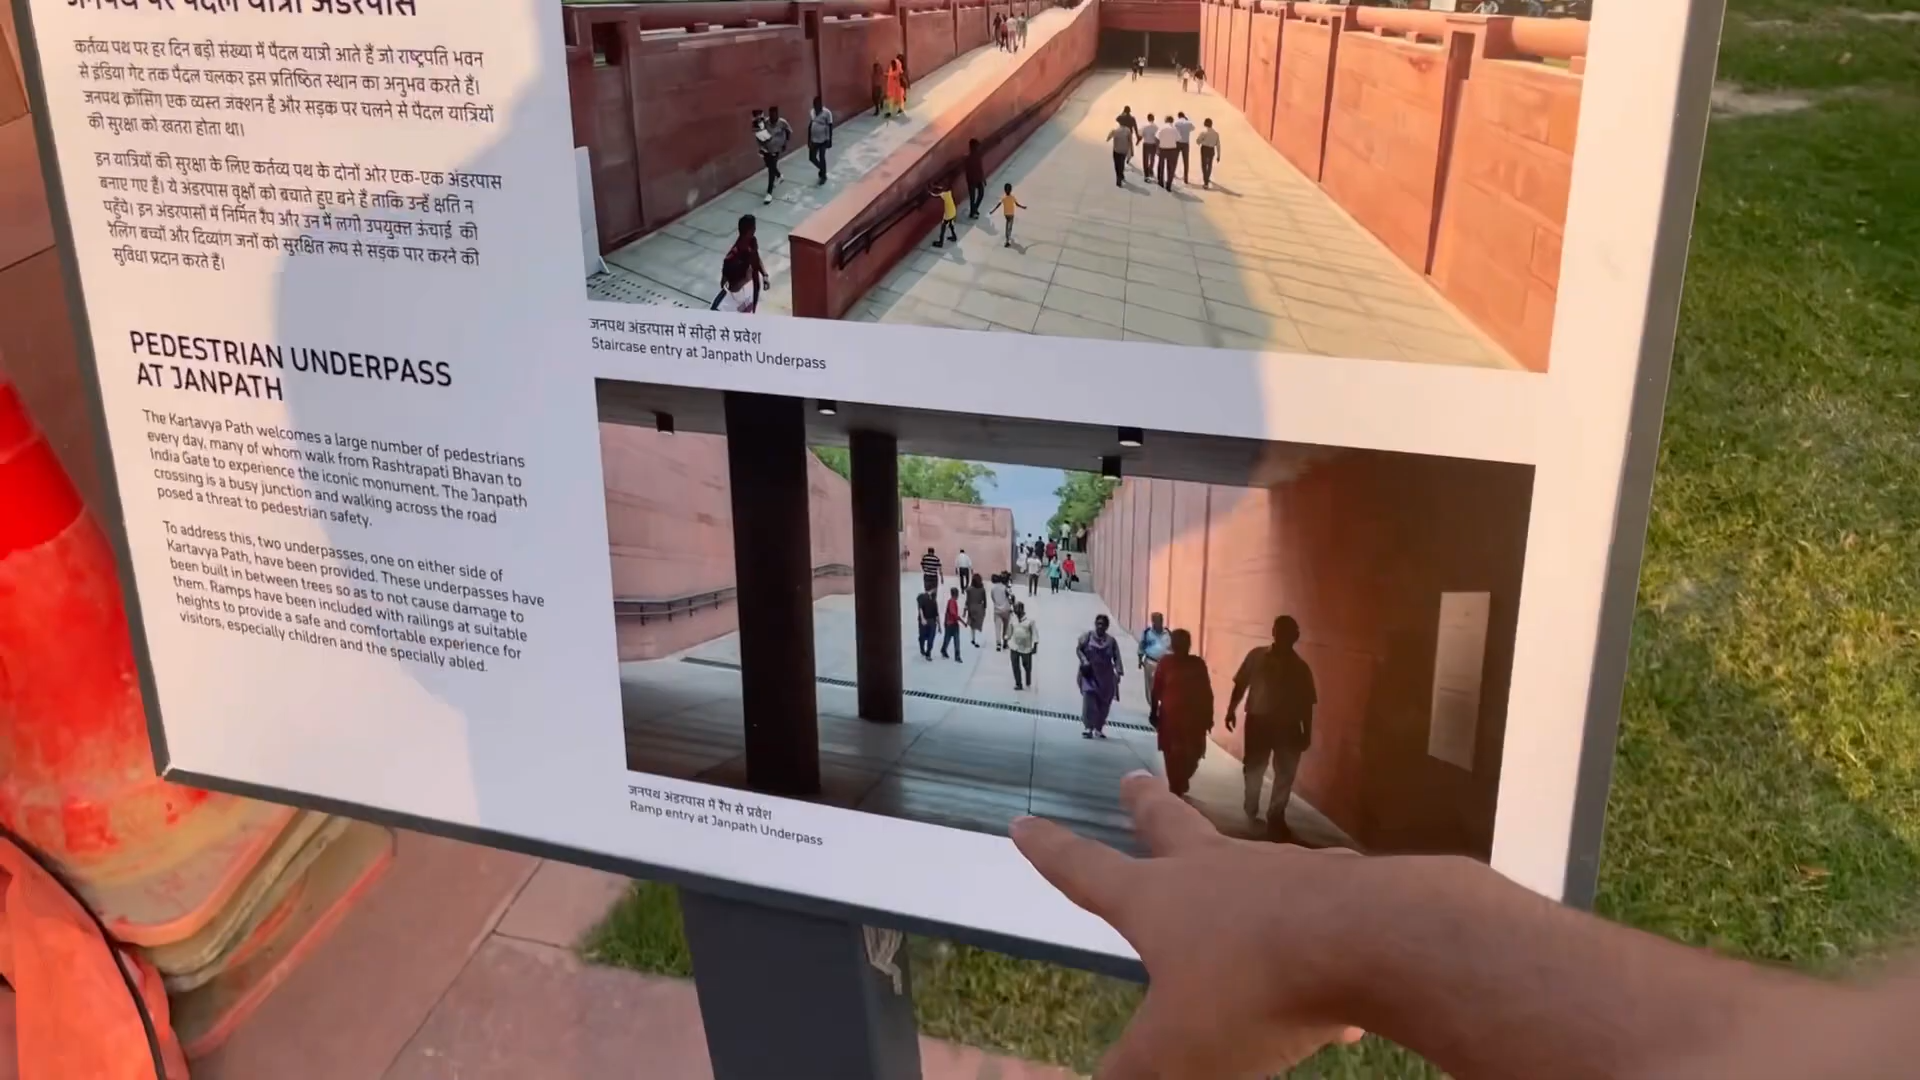 जनपथ पर पैदल यात्री अंडरपास
कर्तव्य पथ पर हर दिन बड़ी संख्या में पैदल यात्री आते हैं जो राष्ट्रपति भवन
से इंडिया गेट तक पैदल चलकर इस प्रतिष्ठित स्थान का अनुभव करते हैं।
जनपथ क्रॉसिंग एक व्यस्त जंक्शन है और सड़क पर चलने से पैदल यात्रियों
की सुरक्षा को खतरा होता था।
इन यात्रियों की सुरक्षा के लिए कर्तव्य पथ के दोनों ओर एक-एक अंडरपास
बनाए गए हैं। ये अंडरपास वृक्षों को बचाते हुए बने हैं ताकि उन्हें क्षति न
पहुँचे। इन अंडरपासों में निर्मित रैंप और उन में लगी उपयुक्त ऊंचाई की
रेलिंग बच्चों और दिव्यांग जनों को सुरक्षित रूप से सड़क पार करने की
सुविधा प्रदान करते हैं।
PEDESTRIAN UNDERPASS
AT JANPATH
The Kartavya Path welcomes a large number of pedestrians
every day, many of whom walk from Rashtrapati Bhavan to
India Gate to experience the iconic monument. The Janpath
crossing is a busy junction and walking across the road
posed a threat to pedestrian safety.
To address this, two underpasses, one on either side of
Kartavya Path, have been provided. These underpasses have
been built in between trees so as to not cause damage to
them. Ramps have been included with railings at suitable
heights to provide a safe and comfortable experience for
visitors, especially children and the specially abled.
जनपथ अंडरपास में सीढ़ी से प्रवेश
Staircase entry at Janpath Underpass
जनपथ अंडरपास में रैंप से प्रवेश
Ramp entry at Janpath Underpass